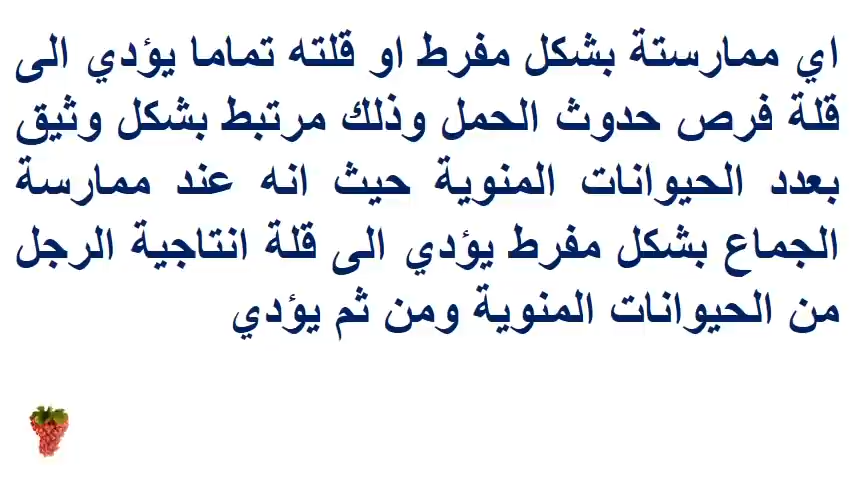 اي ممارستة بشكل مفرط او قلته تماما يؤدي الى
قلة فرص حدوث الحمل وذلك مرتبط بشكل وثيق
بعدد الحيوانات المنوية حيث انه عند ممارسة
الجماع بشكل مفرط يؤدي الى قلة انتاجية الرجل
من الحيوانات المنوية ومن ثم يؤدي